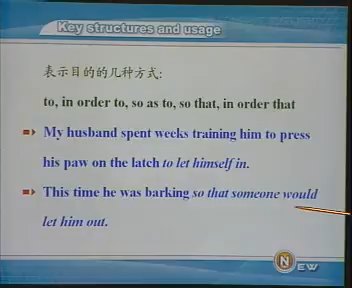 Key structures and usage
表示目的的几种方式:
to, in order to, so as to, so that, in order that
My husband spent weeks training him to press
his paw on the latch to let himself in.
This time he was barking so that someone would
let him out.
NEW